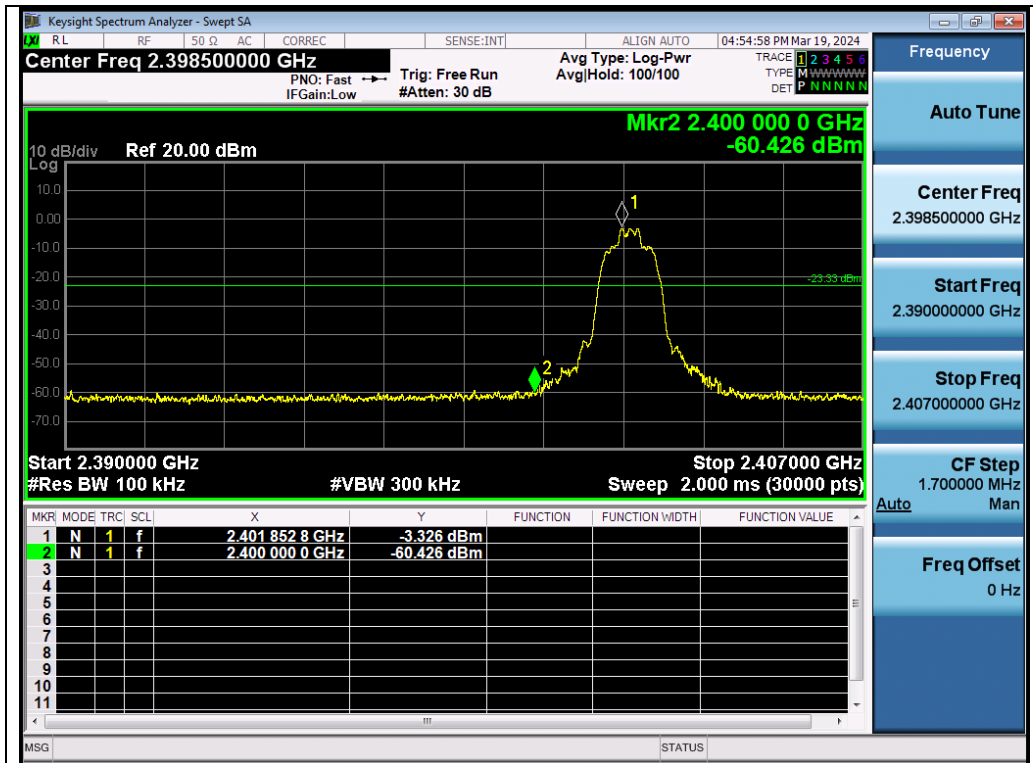 Keysight Spectrum Analyzer - Swept SA
LXI RL RF 50 Ω AC CORREC SENSE:INT ALIGN AUTO 04:54:58 PM Mar 19, 2024
Center Freq 2.398500000 GHz
PNO: Fast
IFGain:Low
Trig: Free Run
#Atten: 30 dB
Avg Type: Log-Pwr
Avg|Hold: 100/100
TRACE 1 2 3 4 5 6
TYPE M WWWWW
DET P N N N N N
Mkr2 2.400 000 0 GHz
-60.426 dBm
10 dB/div Ref 20.00 dBm
Log
10.0
0.00
-10.0
-20.0
-30.0
-40.0
-50.0
-60.0
-70.0
1
-23.33 dBm
2
Start 2.390000 GHz Stop 2.407000 GHz
#Res BW 100 kHz #VBW 300 kHz Sweep 2.000 ms (30000 pts)
MKR MODE TRC SCL X Y FUNCTION FUNCTION WIDTH FUNCTION VALUE
1 N 1 f 2.401 852 8 GHz -3.326 dBm
2 N 1 f 2.400 000 0 GHz -60.426 dBm
3
4
5
6
7
8
9
10
11
MSG STATUS
Frequency
Auto Tune
Center Freq
2.398500000 GHz
Start Freq
2.390000000 GHz
Stop Freq
2.407000000 GHz
CF Step
1.700000 MHz
Auto Man
Freq Offset
0 Hz